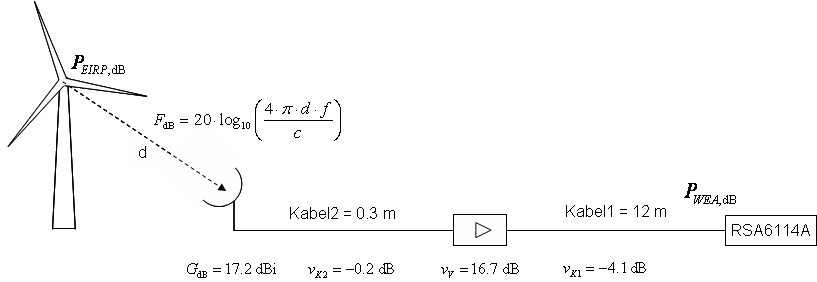 P_EIRP,dB
F_dB = 20 · log₁₀(4 · π · d · f / c)
d
Kabel2 = 0.3 m
Kabel1 = 12 m
P_WEA,dB
RSA6114A
G_dB = 17.2 dBi v_K2 = −0.2 dB v_V = 16.7 dB v_K1 = −4.1 dB